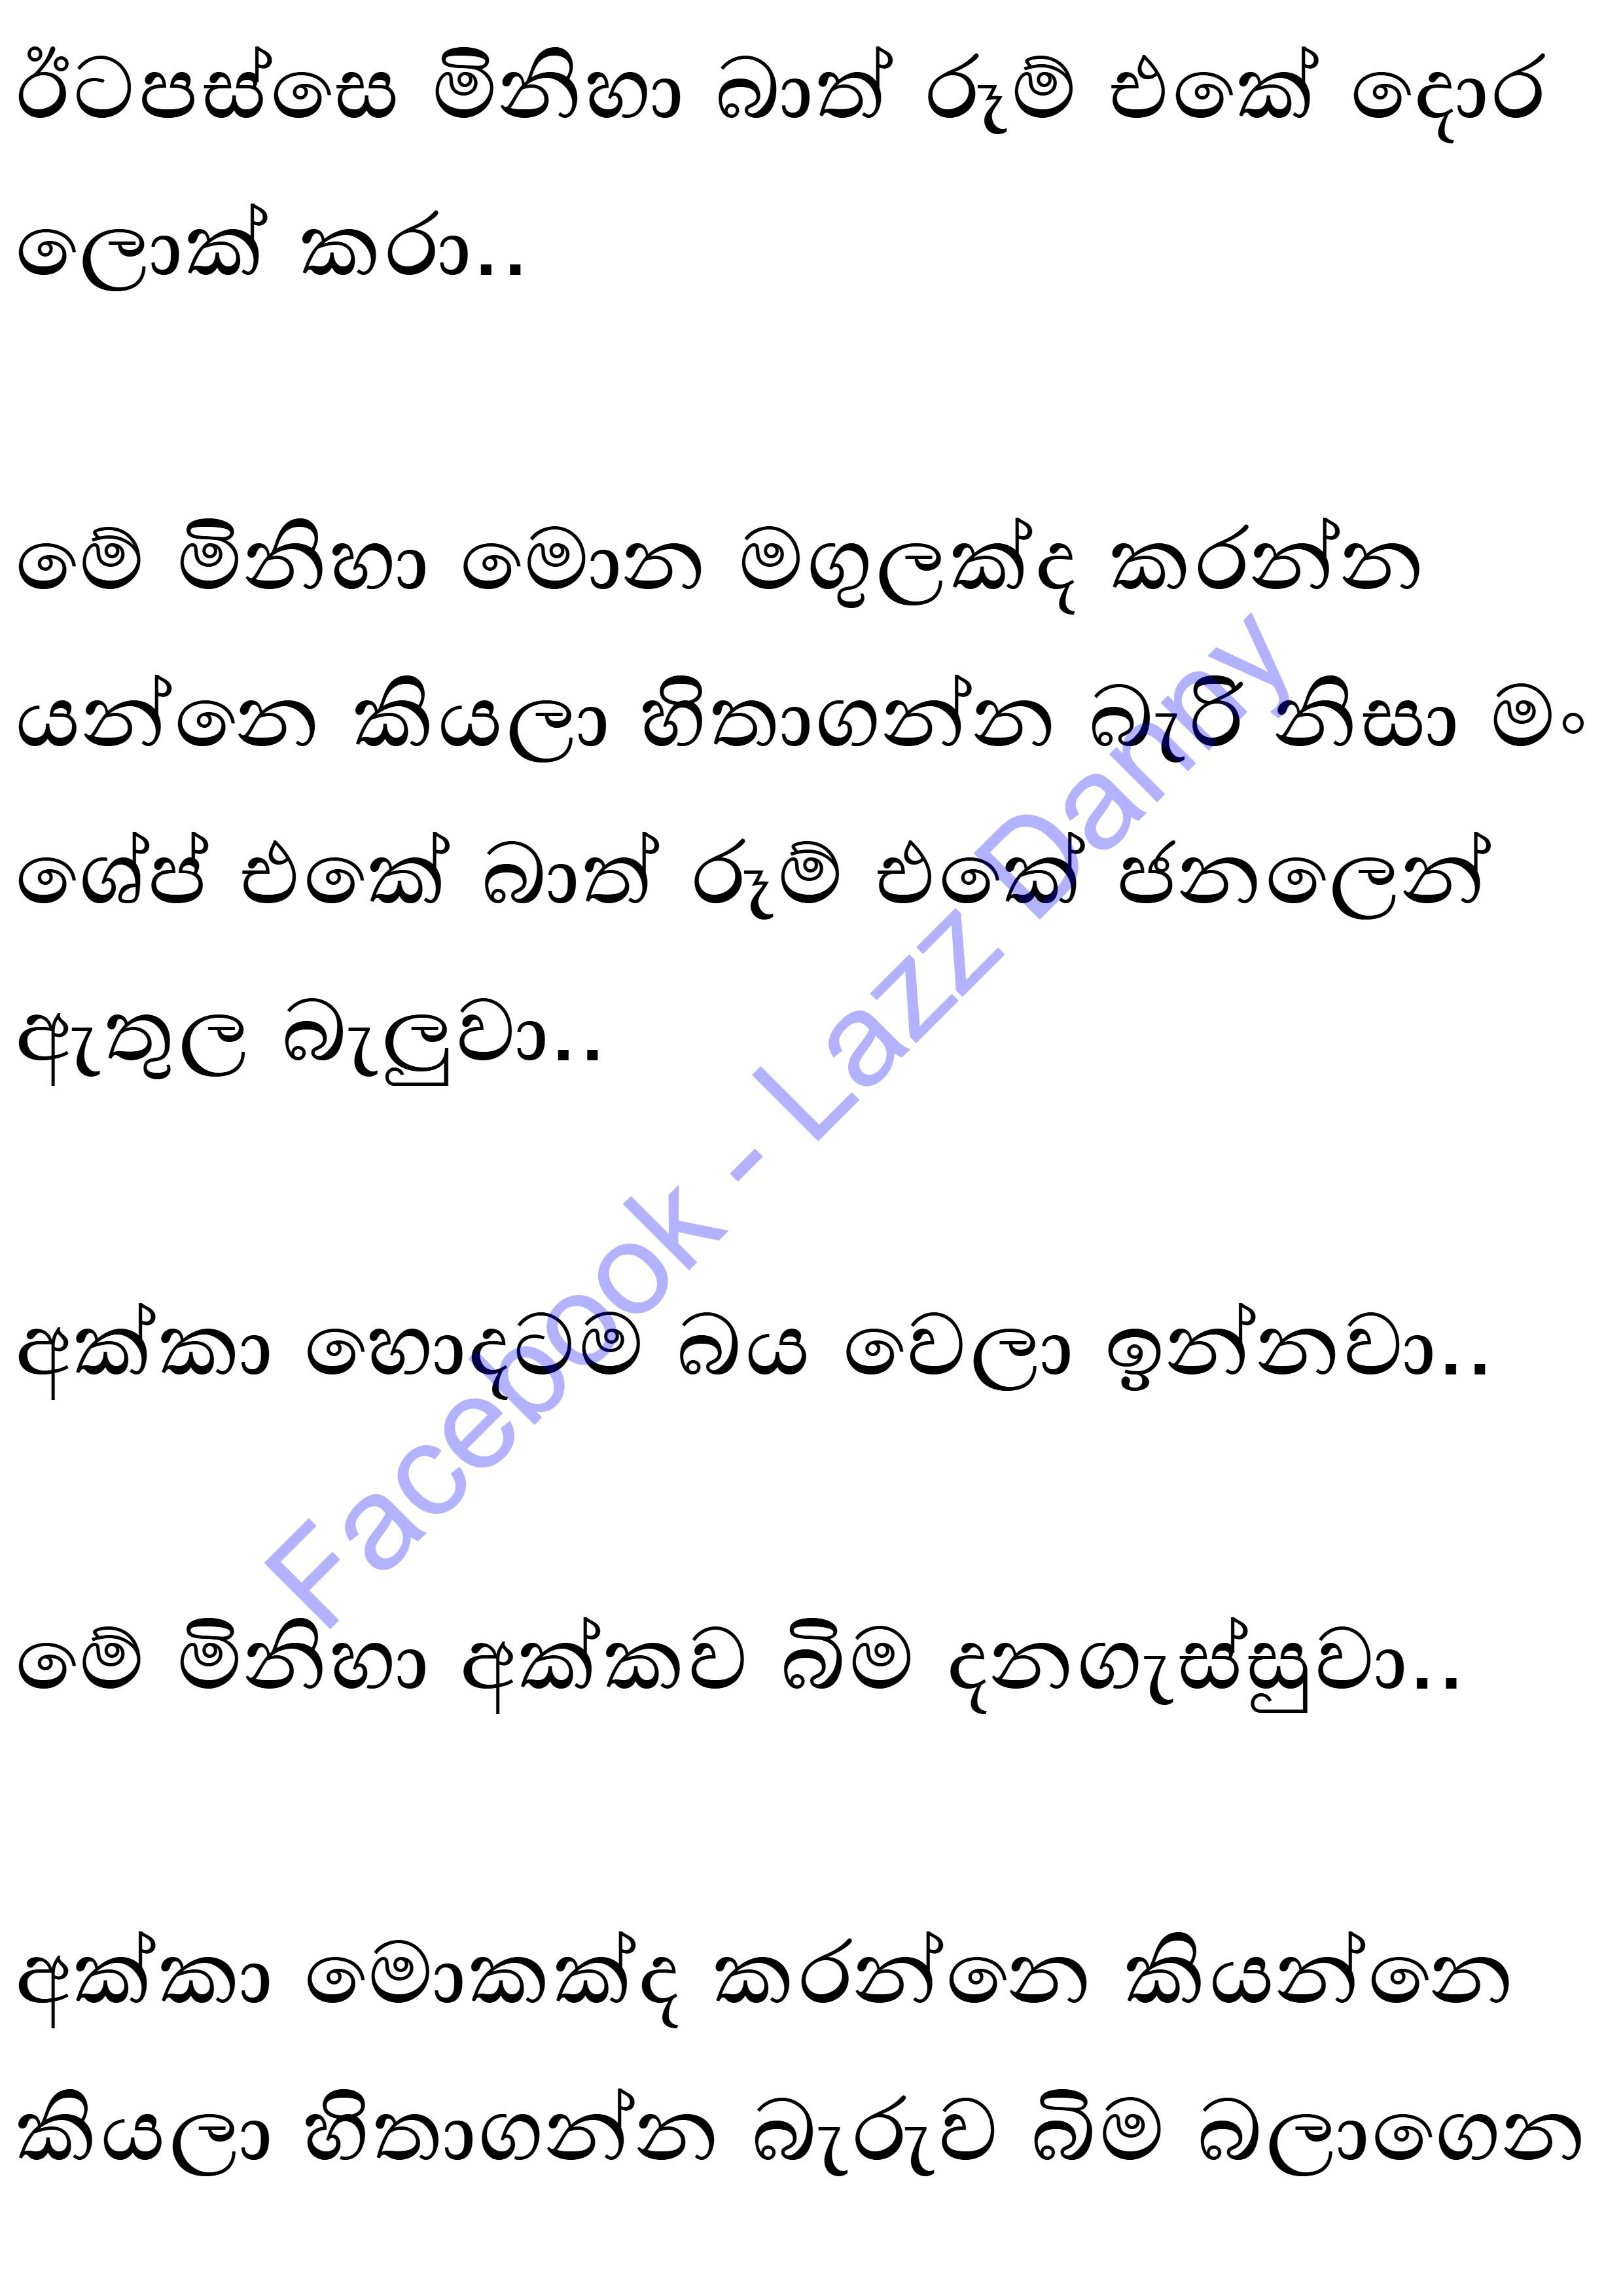 ඊටපස්සෙ මිනිහා බාත් රූම් එකේ දොර
ලොක් කරා..
මේ මිනිහා මොන මගුලක්ද කරන්න
යන්නෙ කියලා හිතාගන්න බැරි නිසා මං
ශේප් එකේ බාත් රූම් එකේ ජනලෙන්
ඇතුල බැලුවා..
අක්කා හොදටම බය වෙලා ඉන්නවා..
මේ මිනිහා අක්කව බිම දනගැස්සුවා..
අක්කා මොකක්ද කරන්නෙ කියන්නෙ
කියලා හිතාගන්න බැරුව බිම බලාගෙන
Facebook - Lazz Danny